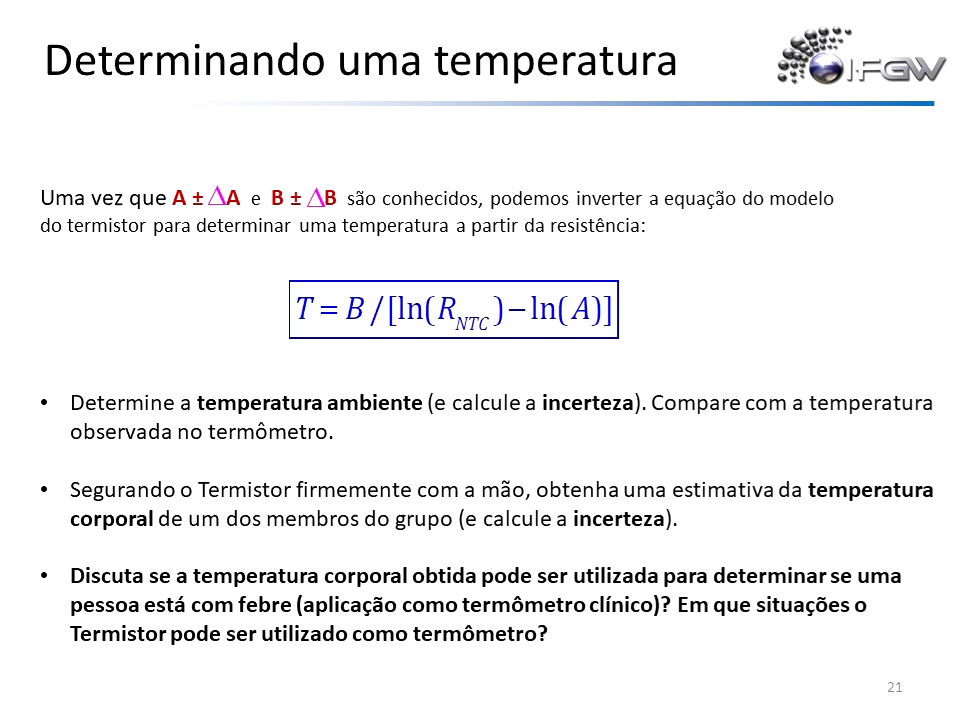 Determinando uma temperatura
IFGW
Uma vez que A ± ΔA e B ± ΔB são conhecidos, podemos inverter a equação do modelo
do termistor para determinar uma temperatura a partir da resistência:
T = B / [ln(R_NTC) − ln(A)]
• Determine a temperatura ambiente (e calcule a incerteza). Compare com a temperatura
observada no termômetro.
• Segurando o Termistor firmemente com a mão, obtenha uma estimativa da temperatura
corporal de um dos membros do grupo (e calcule a incerteza).
• Discuta se a temperatura corporal obtida pode ser utilizada para determinar se uma
pessoa está com febre (aplicação como termômetro clínico)? Em que situações o
Termistor pode ser utilizado como termômetro?
21